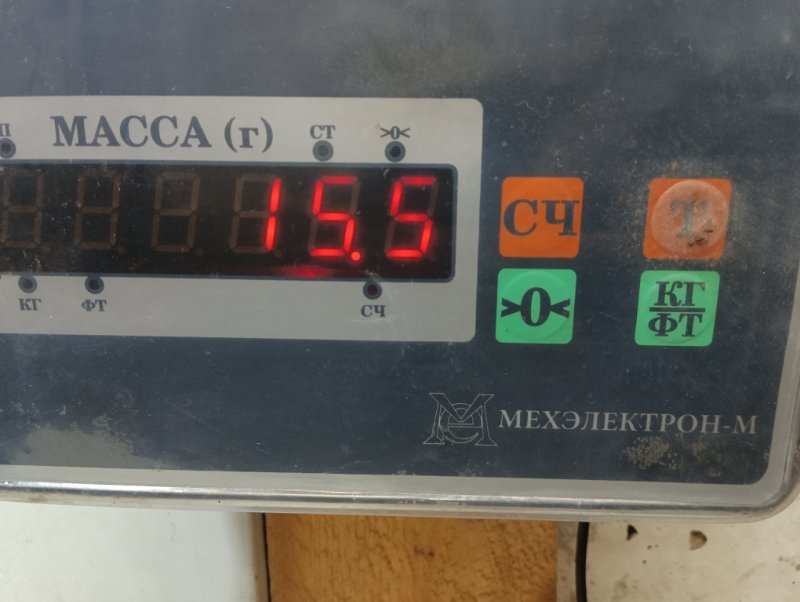 П МАССА (г) СТ >0<
15.5
КГ ФТ СЧ
СЧ Т
>0< КГ/ФТ
МЕХЭЛЕКТРОН-М